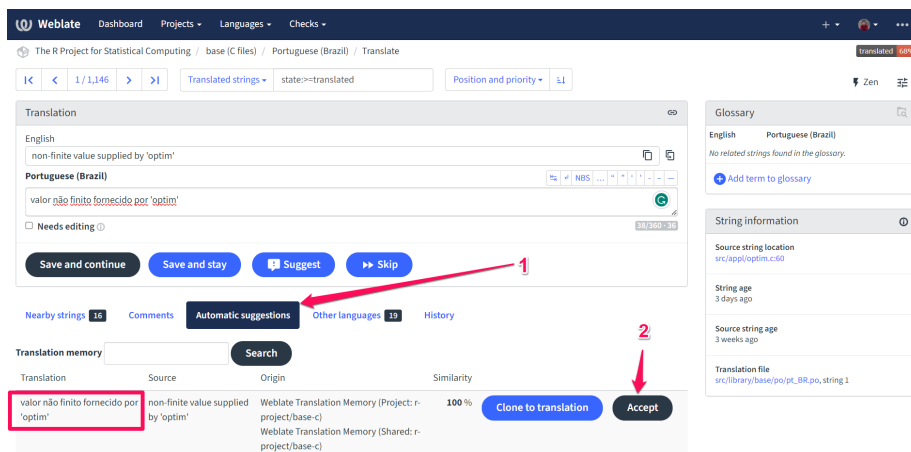 Weblate Dashboard Projects Languages Checks
The R Project for Statistical Computing / base (C files) / Portuguese (Brazil) / Translate
translated 68%
1 / 1,146 Translated strings state:>=translated Position and priority
Zen
Translation
English
non-finite value supplied by 'optim'
Portuguese (Brazil)
NBS … “ ” ‘ ’ - – —
valor não finito fornecido por 'optim'
Needs editing
38/360 · 36
Save and continue Save and stay Suggest Skip
1
Nearby strings 16 Comments Automatic suggestions Other languages 19 History
2
Translation memory Search
Translation Source Origin Similarity
valor não finito fornecido por non-finite value supplied Weblate Translation Memory (Project: r- 100 % Clone to translation Accept
'optim' by 'optim' project/base-c)
Weblate Translation Memory (Shared: r-
project/base-c)
Glossary
English Portuguese (Brazil)
No related strings found in the glossary.
Add term to glossary
String information
Source string location
src/appl/optim.c:60
String age
3 days ago
Source string age
3 weeks ago
Translation file
src/library/base/po/pt_BR.po, string 1